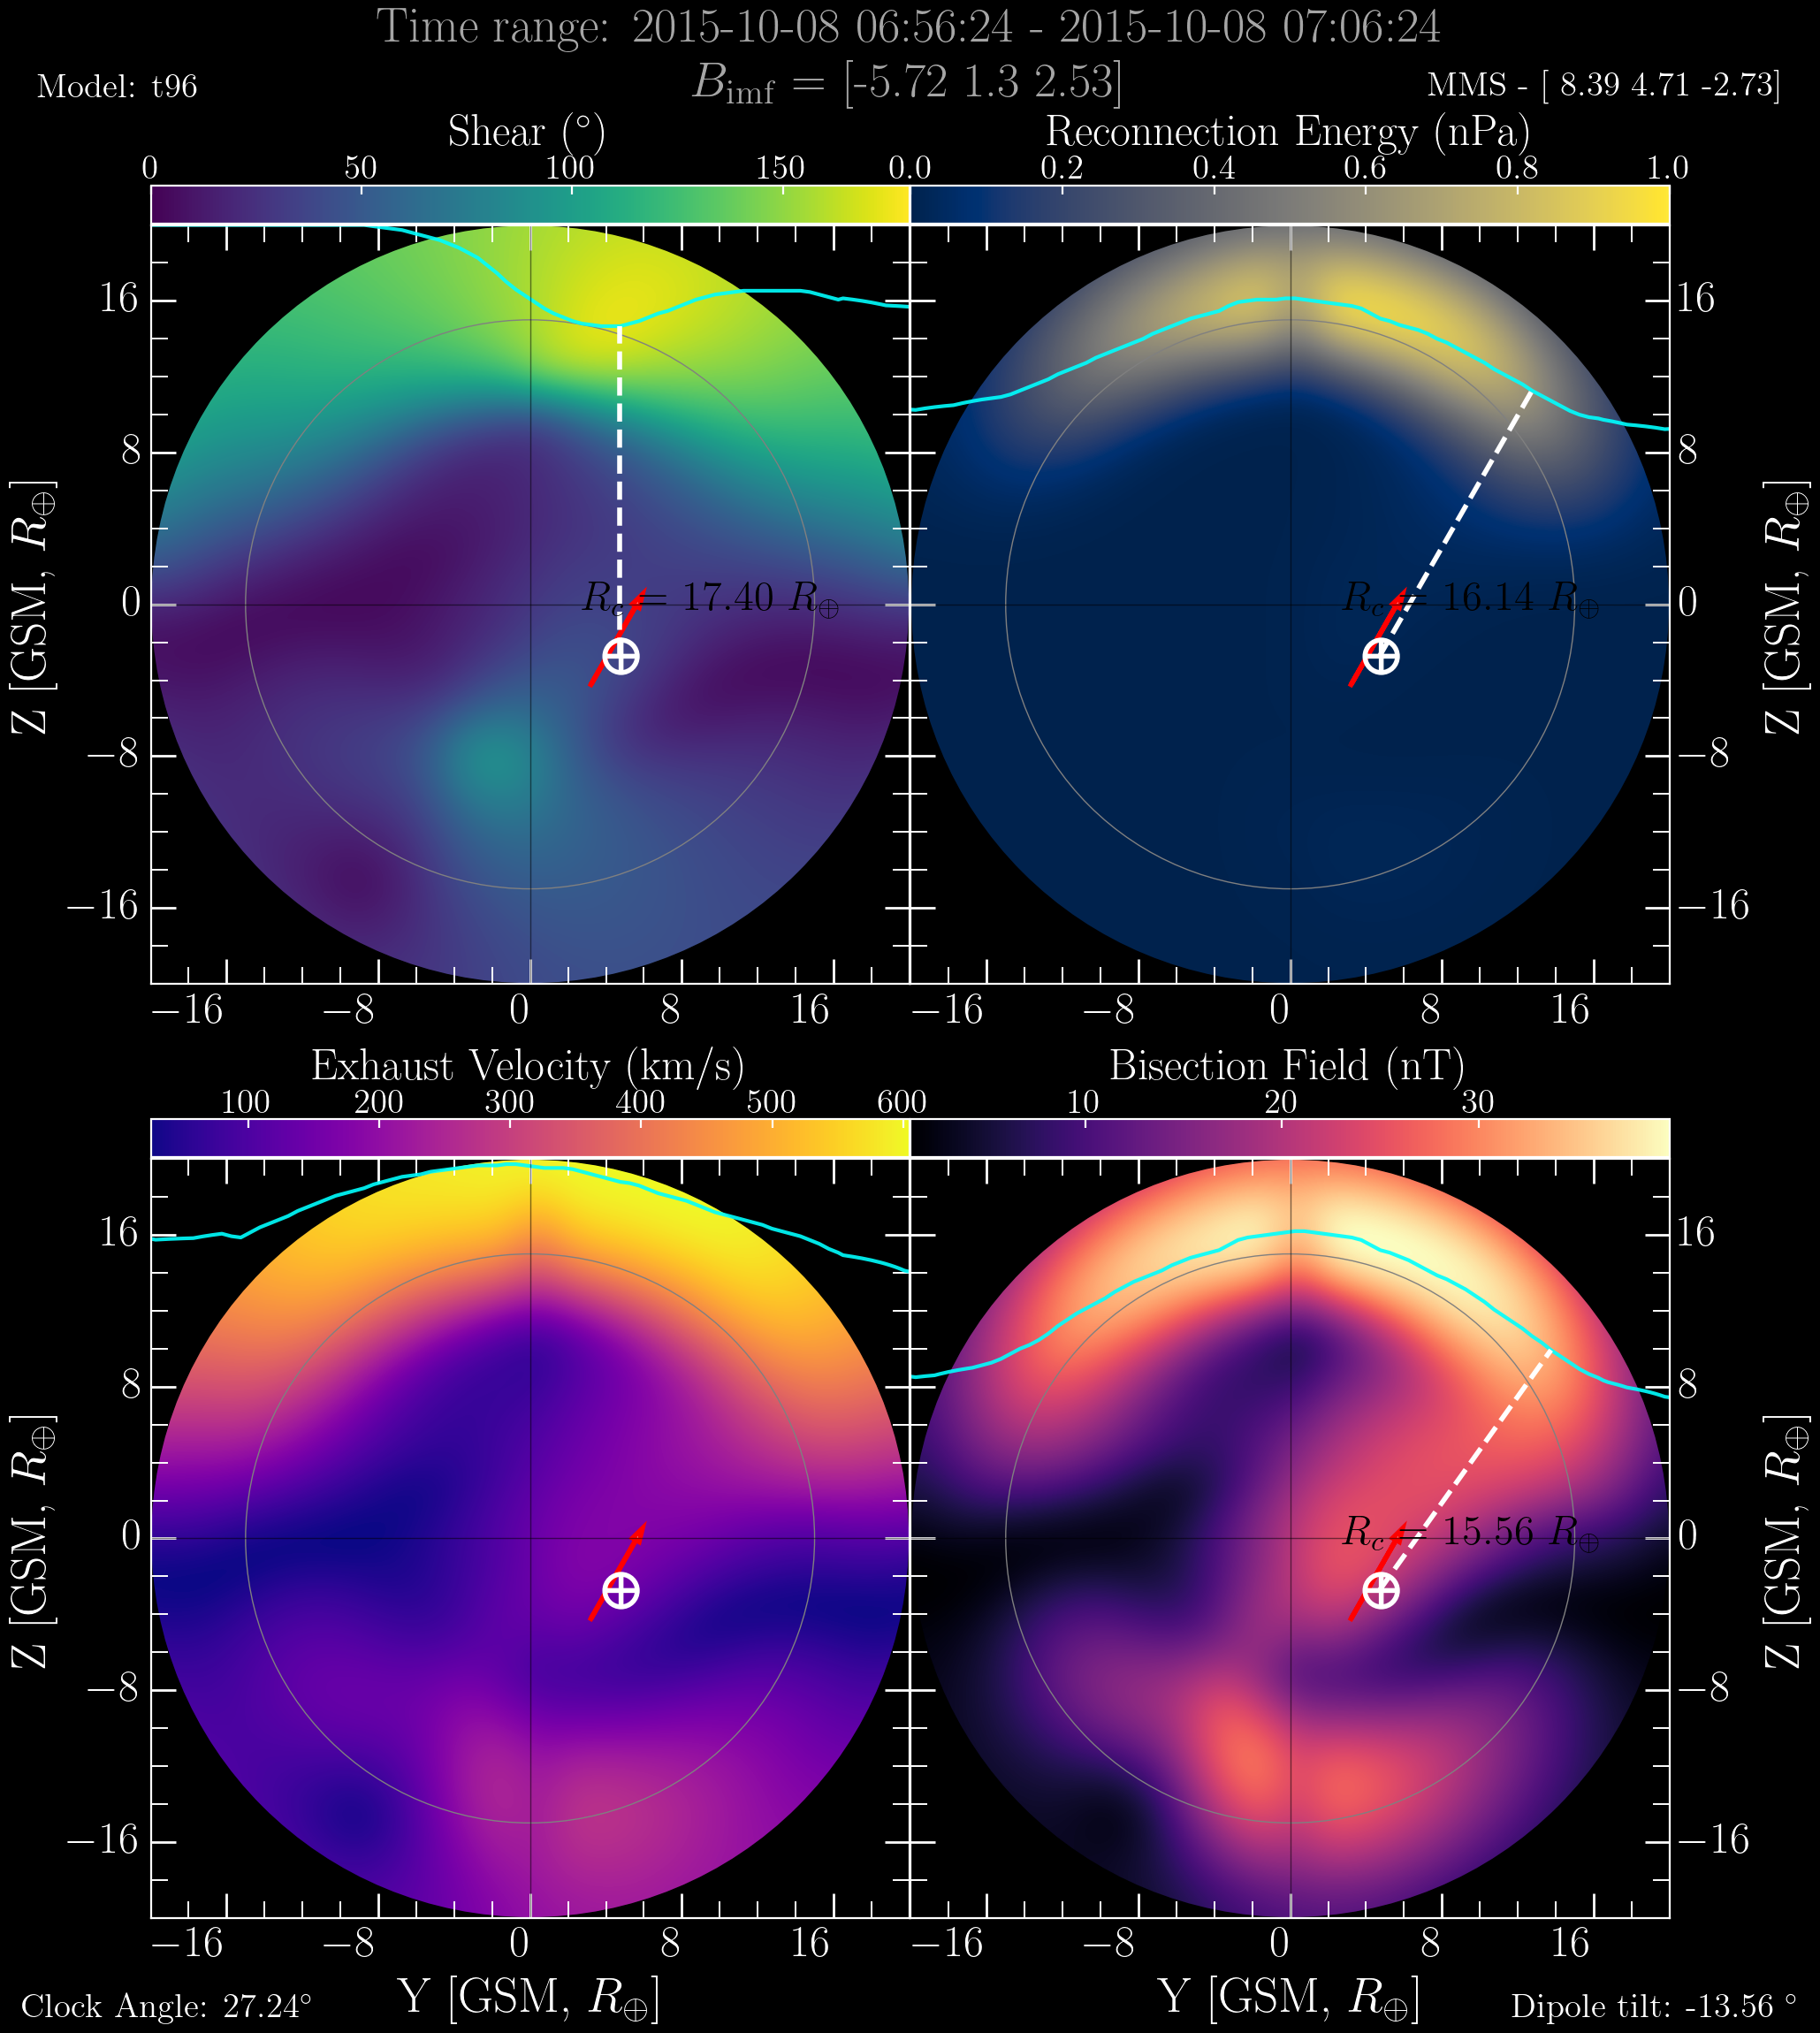 Time range: 2015-10-08 06:56:24 - 2015-10-08 07:06:24
Model: t96
B_imf = [-5.72 1.3 2.53]
MMS - [ 8.39 4.71 -2.73]
Shear (°)
Reconnection Energy (nPa)
0 50 100 150 0.0 0.2 0.4 0.6 0.8 1.0
16 16
8 8
Z [GSM, R⊕]
Z [GSM, R⊕]
0 0
R_c = 17.40 R⊕
R_c = 16.14 R⊕
−8 −8
−16 −16
−16 −8 0 8 16 −16 −8 0 8 16
Exhaust Velocity (km/s)
Bisection Field (nT)
100 200 300 400 500 600 10 20 30
16 16
8 8
Z [GSM, R⊕]
Z [GSM, R⊕]
0 0
R_c = 15.56 R⊕
−8 −8
−16 −16
−16 −8 0 8 16 −16 −8 0 8 16
Y [GSM, R⊕]
Y [GSM, R⊕]
Clock Angle: 27.24°
Dipole tilt: -13.56 °